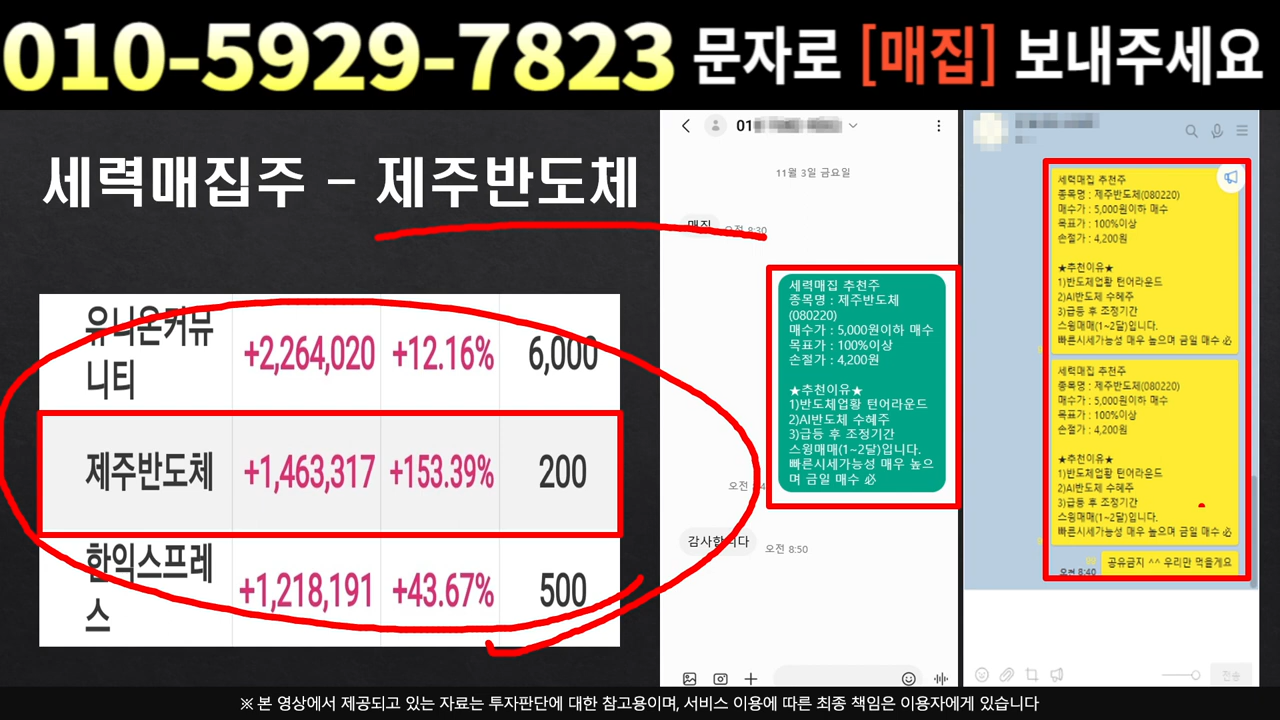 010-5929-7823 문자로 [매집] 보내주세요
세력매집주 - 제주반도체
유니온커뮤
니티
+2,264,020 +12.16% 6,000
제주반도체 +1,463,317 +153.39% 200
한익스프레
스
+1,218,191 +43.67% 500
01
11월 3일 금요일
매집
오전 8:30
세력매집 추천주
종목명 : 제주반도체
(080220)
매수가 : 5,000원이하 매수
목표가 : 100%이상
손절가 : 4,200원
★추천이유★
1)반도체업황 턴어라운드
2)AI반도체 수혜주
3)급등 후 조정기간
스윙매매(1~2달)입니다.
빠른시세가능성 매우 높으
며 금일 매수 必
오전
감사합니다
오전 8:50
세력매집 추천주
종목명 : 제주반도체(080220)
매수가 : 5,000원이하 매수
목표가 : 100%이상
손절가 : 4,200원
★추천이유★
1)반도체업황 턴어라운드
2)AI반도체 수혜주
3)급등 후 조정기간
스윙매매(1~2달)입니다.
빠른시세가능성 매우 높으며 금일 매수 必
세력매집 추천주
종목명 : 제주반도체(080220)
매수가 : 5,000원이하 매수
목표가 : 100%이상
손절가 : 4,200원
★추천이유★
1)반도체업황 턴어라운드
2)AI반도체 수혜주
3)급등 후 조정기간
스윙매매(1~2달)입니다.
빠른시세가능성 매우 높으며 금일 매수 必
오전 8:40
공유금지 ^^ 우리만 먹을게요
전송
※ 본 영상에서 제공되고 있는 자료는 투자판단에 대한 참고용이며, 서비스 이용에 따른 최종 책임은 이용자에게 있습니다